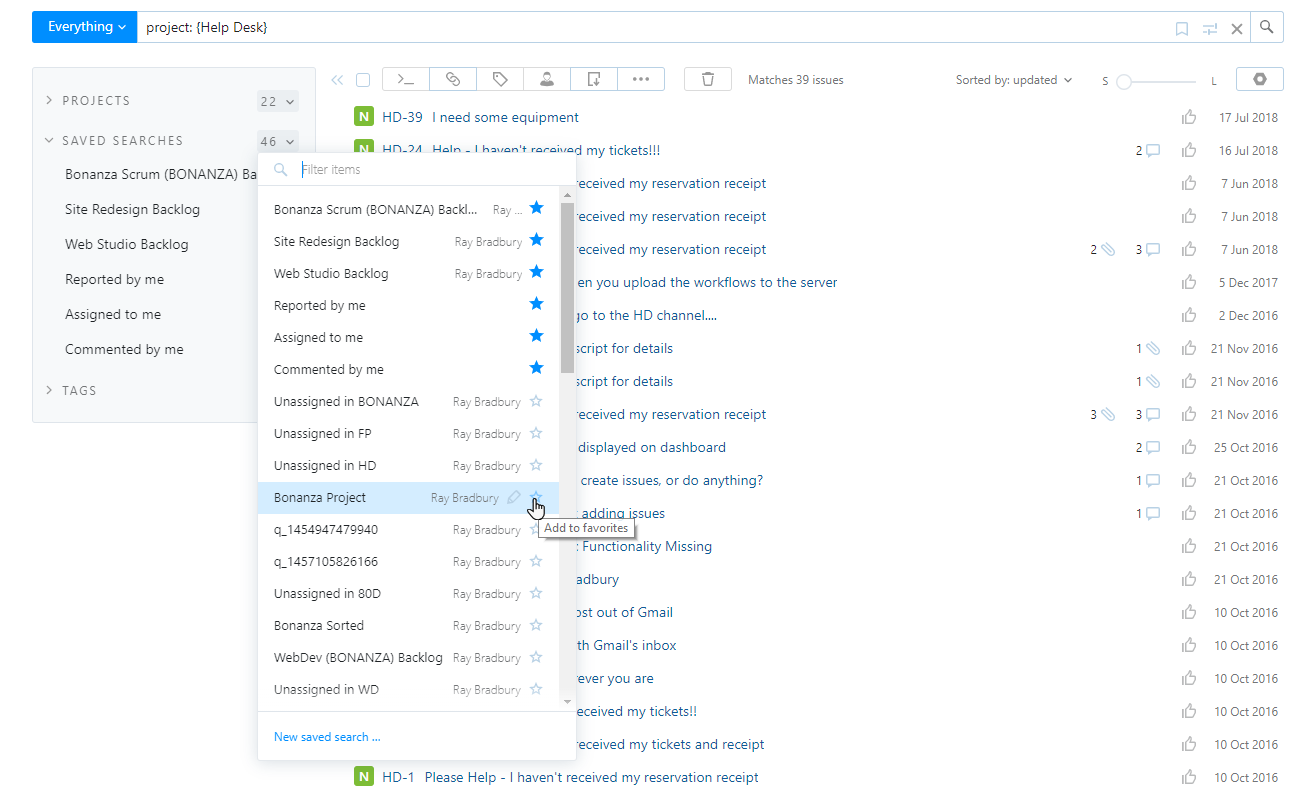 Everything project: {Help Desk}
PROJECTS 22
Matches 39 issues Sorted by: updated S L
SAVED SEARCHES 46
Bonanza Scrum (BONANZA) Ba
Site Redesign Backlog
Web Studio Backlog
Reported by me
Assigned to me
Commented by me
TAGS
Filter items
Bonanza Scrum (BONANZA) Backl... Ray ...
Site Redesign Backlog Ray Bradbury
Web Studio Backlog Ray Bradbury
Reported by me
Assigned to me
Commented by me
Unassigned in BONANZA Ray Bradbury
Unassigned in FP Ray Bradbury
Unassigned in HD Ray Bradbury
Bonanza Project Ray Bradbury
Add to favorites
q_1454947479940 Ray Bradbury
q_1457105826166 Ray Bradbury
Unassigned in 80D Ray Bradbury
Bonanza Sorted Ray Bradbury
WebDev (BONANZA) Backlog Ray Bradbury
Unassigned in WD Ray Bradbury
New saved search ...
N HD-39 I need some equipment 17 Jul 2018
N HD-24 Help - I haven't received my tickets!!! 2 16 Jul 2018
received my reservation receipt 7 Jun 2018
received my reservation receipt 7 Jun 2018
received my reservation receipt 2 3 7 Jun 2018
en you upload the workflows to the server 5 Dec 2017
go to the HD channel.... 2 Dec 2016
script for details 1 21 Nov 2016
script for details 1 21 Nov 2016
received my reservation receipt 3 3 21 Nov 2016
displayed on dashboard 2 25 Oct 2016
create issues, or do anything? 1 21 Oct 2016
adding issues 1 21 Oct 2016
: Functionality Missing 21 Oct 2016
adbury 21 Oct 2016
ost out of Gmail 10 Oct 2016
th Gmail's inbox 10 Oct 2016
ever you are 10 Oct 2016
eceived my tickets!! 10 Oct 2016
received my tickets and receipt 10 Oct 2016
N HD-1 Please Help - I haven't received my reservation receipt 10 Oct 2016